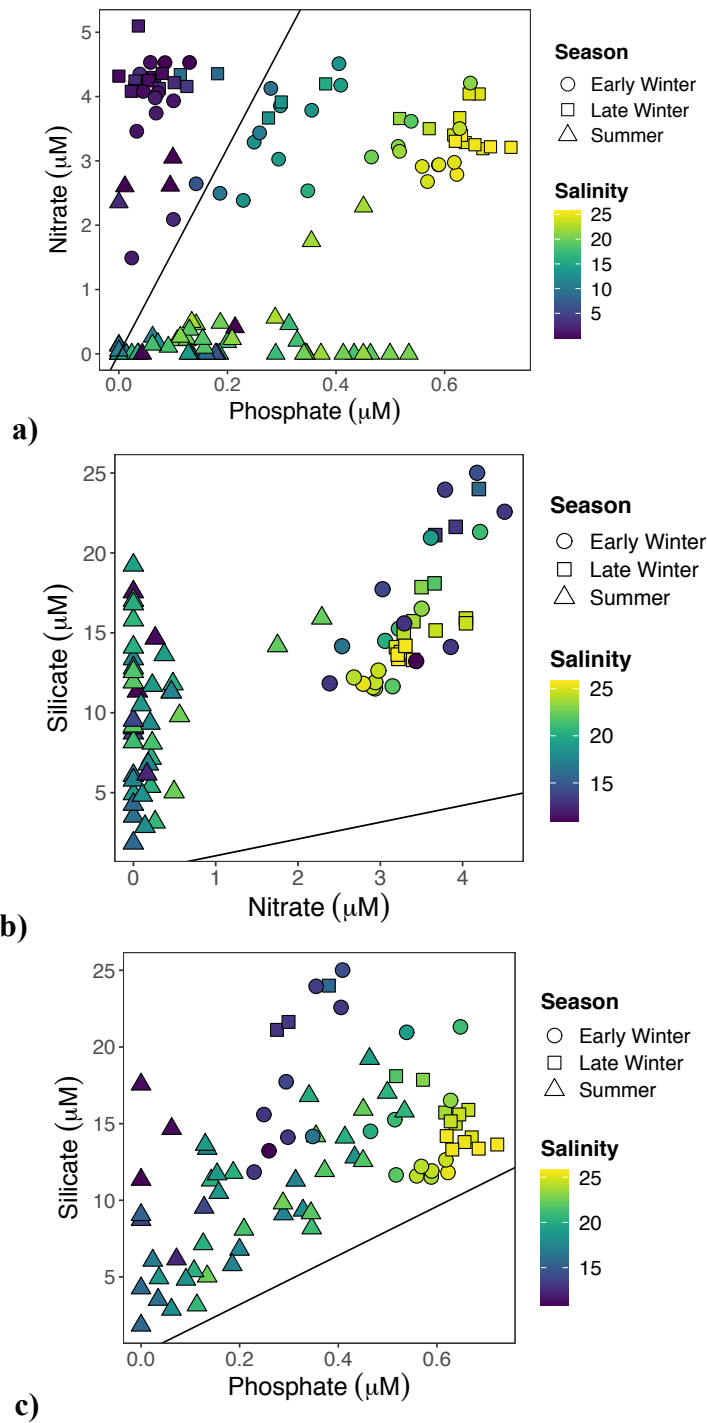 5
4
3
2
1
0
Nitrate (μM)
0.0 0.2 0.4 0.6
Phosphate (μM)
Season
Early Winter
Late Winter
Summer
Salinity
25
20
15
10
5
a)
25
20
15
10
5
Silicate (μM)
0 1 2 3 4
Nitrate (μM)
Season
Early Winter
Late Winter
Summer
Salinity
25
20
15
b)
25
20
15
10
5
Silicate (μM)
0.0 0.2 0.4 0.6
Phosphate (μM)
Season
Early Winter
Late Winter
Summer
Salinity
25
20
15
c)